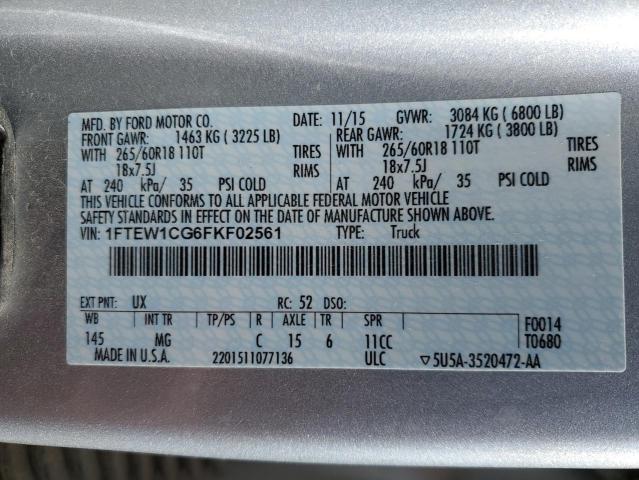 MFD. BY FORD MOTOR CO. DATE: 11/15 GVWR: 3084 KG ( 6800 LB)
FRONT GAWR: 1463 KG ( 3225 LB) REAR GAWR: 1724 KG ( 3800 LB)
WITH 265/60R18 110T TIRES WITH 265/60R18 110T TIRES
18x7.5J RIMS 18x7.5J RIMS
AT 240 kPa/ 35 PSI COLD AT 240 kPa/ 35 PSI COLD
THIS VEHICLE CONFORMS TO ALL APPLICABLE FEDERAL MOTOR VEHICLE
SAFETY STANDARDS IN EFFECT ON THE DATE OF MANUFACTURE SHOWN ABOVE.
VIN: 1FTEW1CG6FKF02561 TYPE: Truck
EXT PNT: UX RC: 52 DSO:
WB INT TR TP/PS R AXLE TR SPR F0014
145 MG C 15 6 11CC T0680
MADE IN U.S.A. 2201511077136 ULC ▽5U5A-3520472-AA